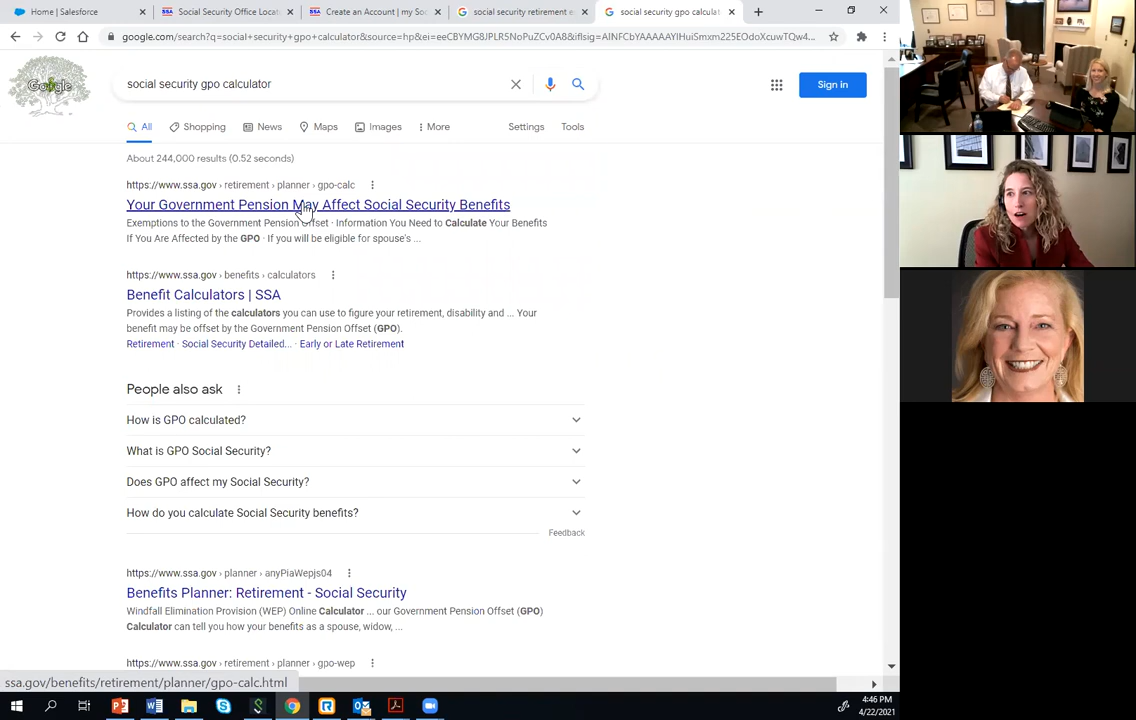 Home | Salesforce
Social Security Office Locat
Create an Account | my Soc
social security retirement e
social security gpo calculat
google.com/search?q=social+security+gpo+calculator&source=hp&ei=eeCBYMG8JPLR5NoPuZCv0A8&iflsig=AINFCbYAAAAAYIHuiSmxm225EOdoXcuwTQw4...
Google
social security gpo calculator
Sign in
All
Shopping
News
Maps
Images
More
Settings
Tools
About 244,000 results (0.52 seconds)
https://www.ssa.gov › retirement › planner › gpo-calc
Your Government Pension May Affect Social Security Benefits
Exemptions to the Government Pension Offset · Information You Need to Calculate Your Benefits
If You Are Affected by the GPO · If you will be eligible for spouse's ...
https://www.ssa.gov › benefits › calculators
Benefit Calculators | SSA
Provides a listing of the calculators you can use to figure your retirement, disability and ... Your
benefit may be offset by the Government Pension Offset (GPO).
Retirement · Social Security Detailed... · Early or Late Retirement
People also ask
How is GPO calculated?
What is GPO Social Security?
Does GPO affect my Social Security?
How do you calculate Social Security benefits?
Feedback
https://www.ssa.gov › planner › anyPiaWepjs04
Benefits Planner: Retirement - Social Security
Windfall Elimination Provision (WEP) Online Calculator ... our Government Pension Offset (GPO)
Calculator can tell you how your benefits as a spouse, widow, ...
https://www.ssa.gov › retirement › planner › gpo-wep
ssa.gov/benefits/retirement/planner/gpo-calc.html
4:46 PM
4/22/2021